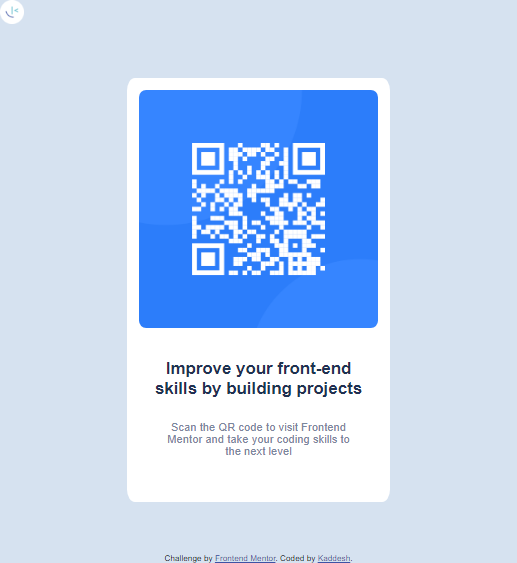 Improve your front-end
skills by building projects
Scan the QR code to visit Frontend
Mentor and take your coding skills to
the next level
Challenge by Frontend Mentor. Coded by Kaddesh.